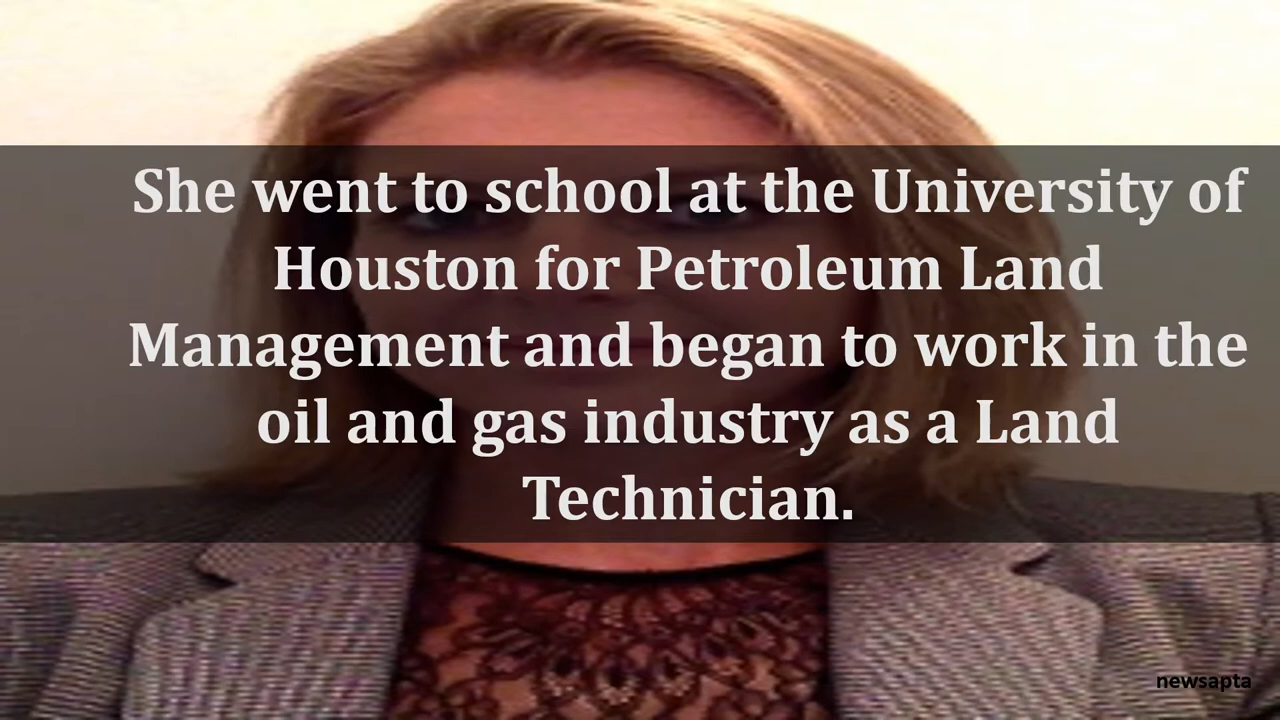 She went to school at the University of
Houston for Petroleum Land
Management and began to work in the
oil and gas industry as a Land
Technician.
newsapta